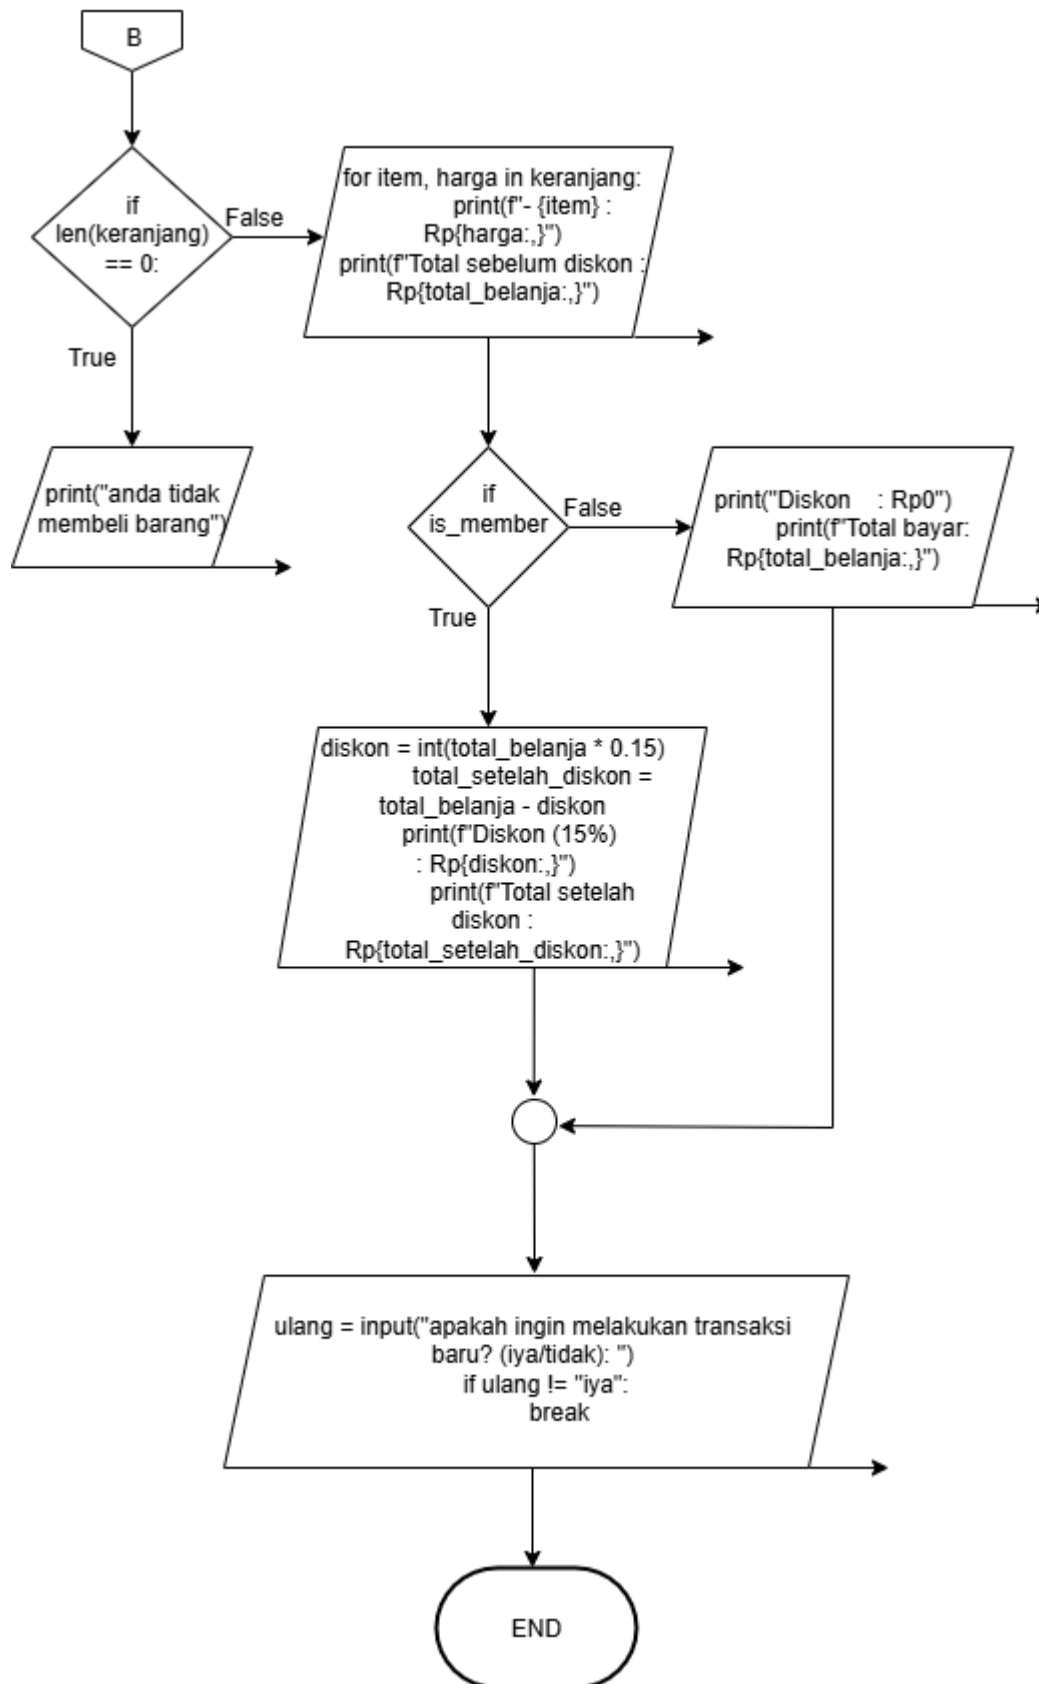 B
if
len(keranjang)
== 0:
False
True
for item, harga in keranjang:
print(f"- {item} :
Rp{harga:,}")
print(f"Total sebelum diskon :
Rp{total_belanja:,}")
print("anda tidak
membeli barang")
if
is_member
False
True
print("Diskon    : Rp0")
print(f"Total bayar:
Rp{total_belanja:,}")
diskon = int(total_belanja * 0.15)
total_setelah_diskon =
total_belanja - diskon
print(f"Diskon (15%)
: Rp{diskon:,}")
print(f"Total setelah
diskon :
Rp{total_setelah_diskon:,}")
ulang = input("apakah ingin melakukan transaksi
baru? (iya/tidak): ")
if ulang != "iya":
break
END